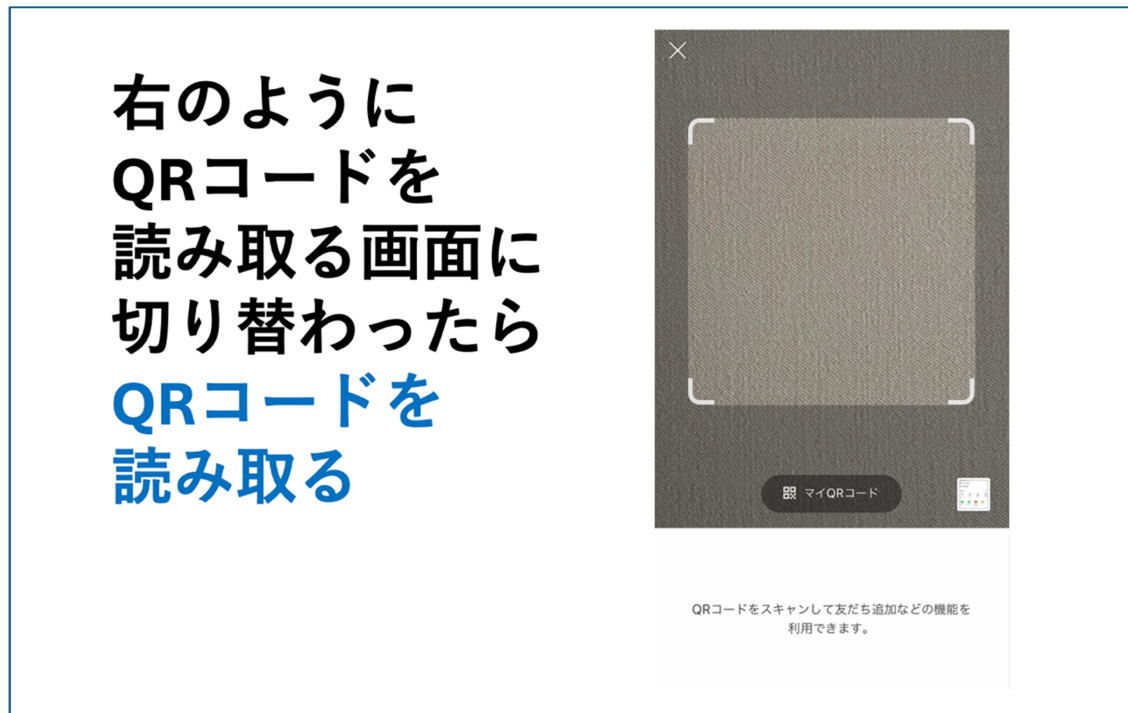 右のように
QRコードを
読み取る画面に
切り替わったら
QRコードを
読み取る
マイQRコード
QRコードをスキャンして友だち追加などの機能を
利用できます。